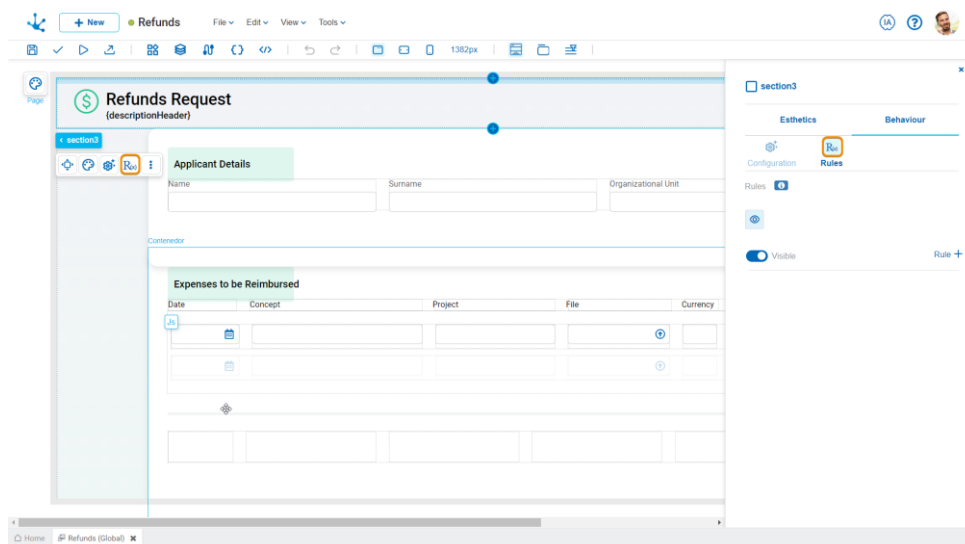 + New
Refunds
File
Edit
View
Tools
IA
?
1382px
Page
Refunds Request
{descriptionHeader}
section3
R(x)
Applicant Details
Name
Surname
Organizational Unit
Contenedor
Expenses to be Reimbursed
Date
Concept
Project
File
Currency
Js
section3
Esthetics
Behaviour
Configuration
Rules
Rules
Visible
Rule +
Home
Refunds (Global)